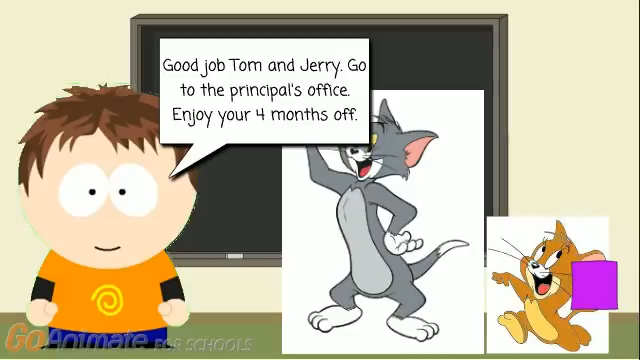 Good job Tom and Jerry. Go
to the principal's office.
Enjoy your 4 months off.
GoAnimate FOR SCHOOLS